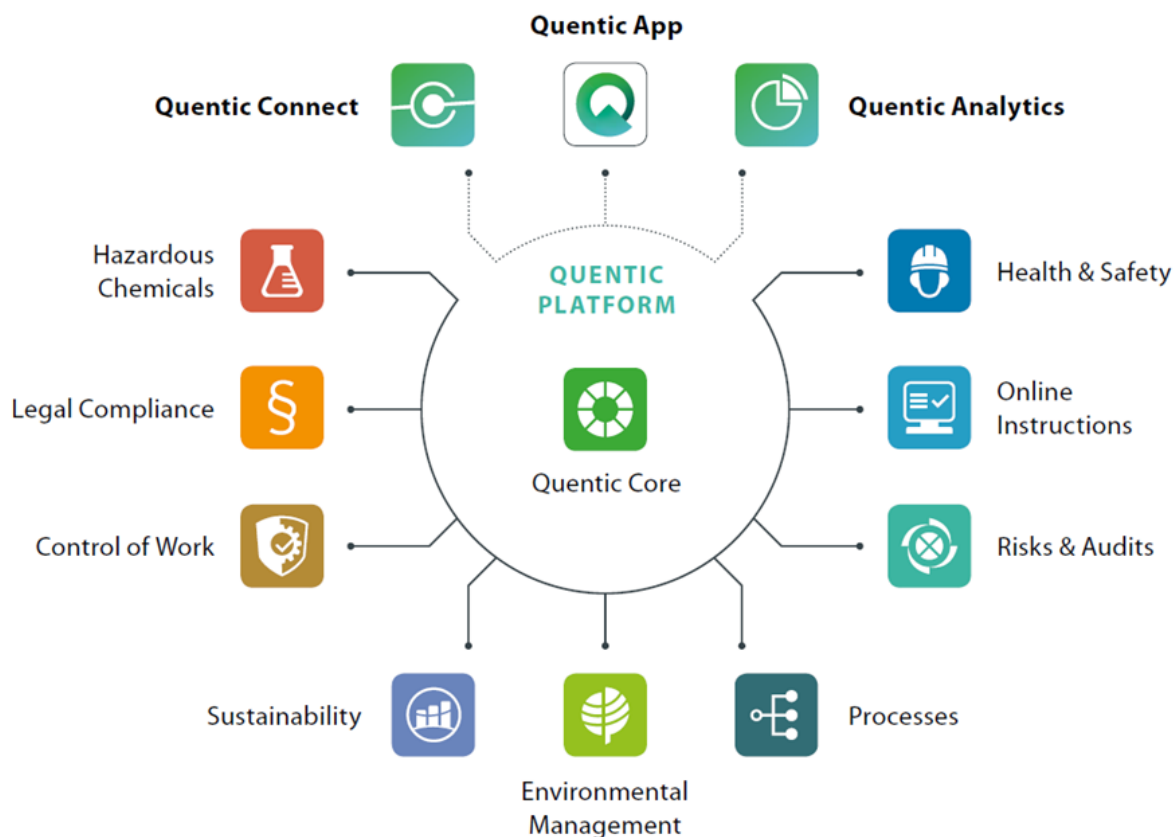 Quentic App
Quentic Connect
Quentic Analytics
Hazardous
Chemicals
QUENTIC
PLATFORM
Health & Safety
Legal Compliance
§
Online
Instructions
Quentic Core
Control of Work
Risks & Audits
Sustainability
Processes
Environmental
Management